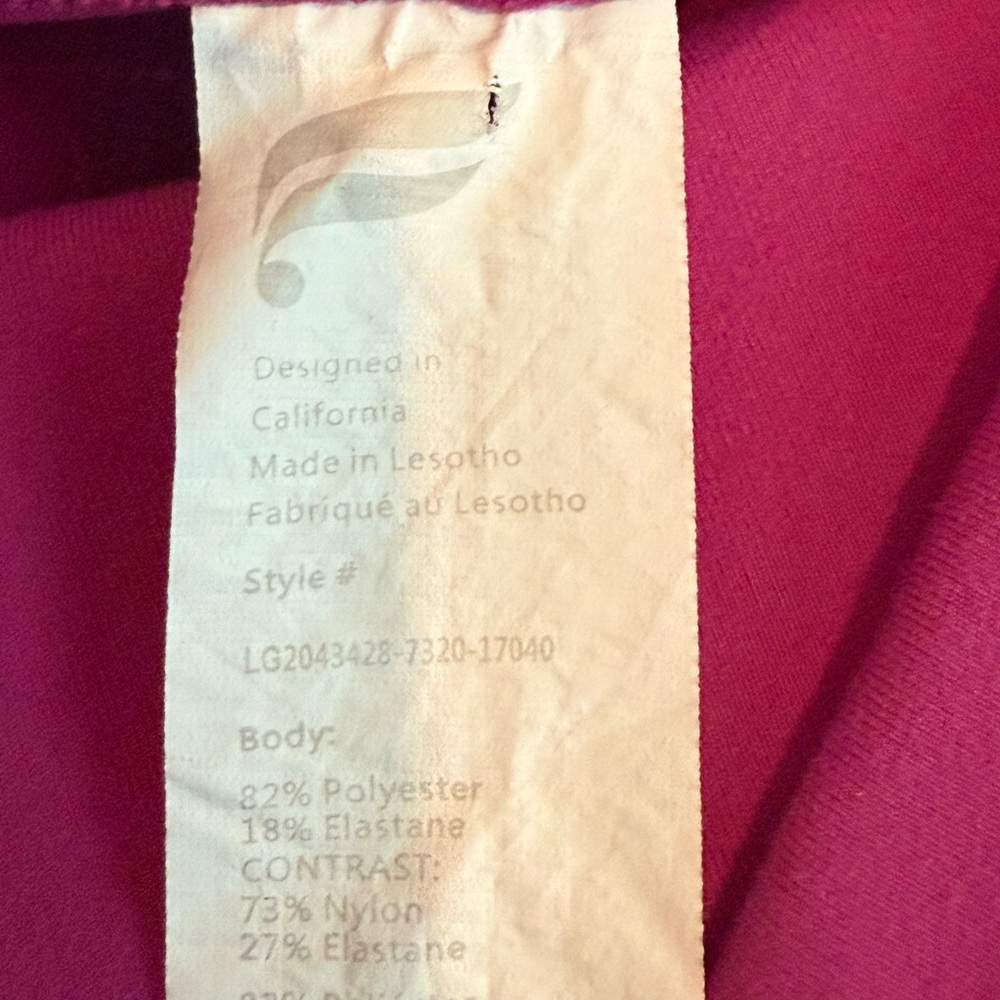 Designed in
California
Made in Lesotho
Fabriqué au Lesotho
Style #
LG2043428-7320-17040
Body:
82% Polyester
18% Elastane
CONTRAST:
73% Nylon
27% Elastane